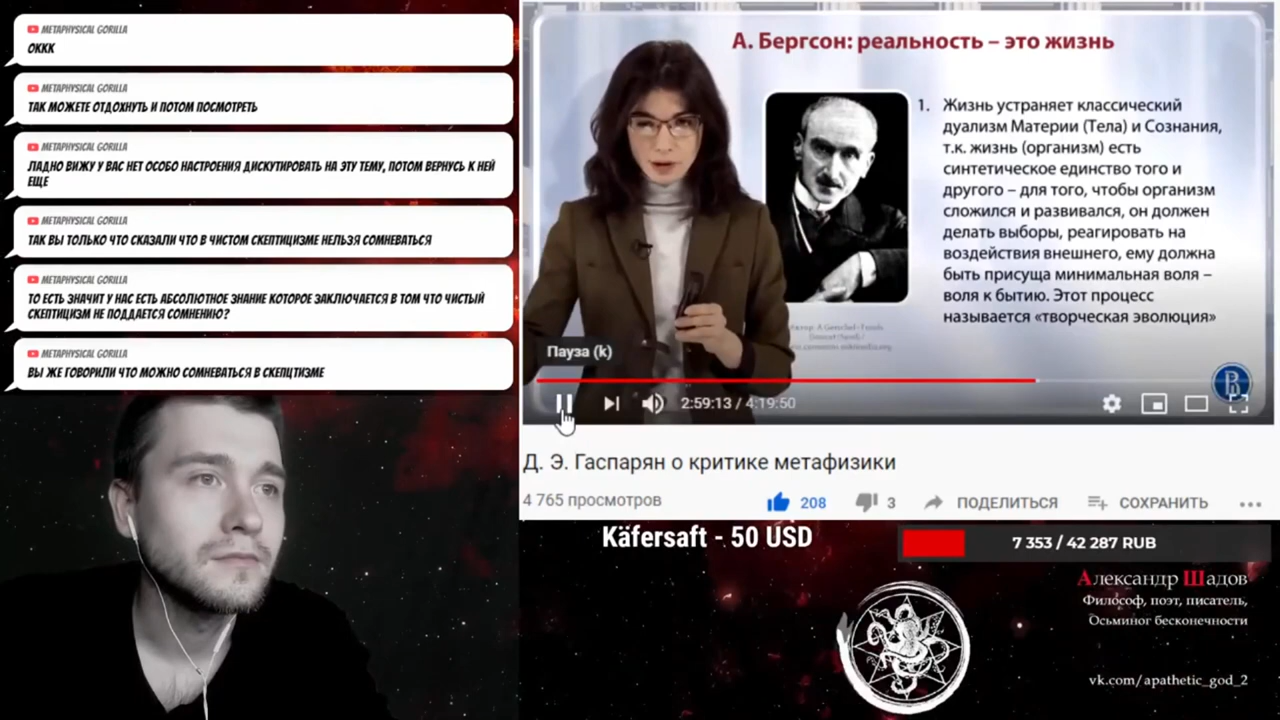 METAPHYSICAL GORILLA
ОККК
METAPHYSICAL GORILLA
ТАК МОЖЕТЕ ОТДОХНУТЬ И ПОТОМ ПОСМОТРЕТЬ
METAPHYSICAL GORILLA
ЛАДНО ВИЖУ У ВАС НЕТ ОСОБО НАСТРОЕНИЯ ДИСКУТИРОВАТЬ НА ЭТУ ТЕМУ, ПОТОМ ВЕРНУСЬ К НЕЙ
ЕЩЕ
METAPHYSICAL GORILLA
ТАК ВЫ ТОЛЬКО ЧТО СКАЗАЛИ ЧТО В ЧИСТОМ СКЕПТИЦИЗМЕ НЕЛЬЗЯ СОМНЕВАТЬСЯ
METAPHYSICAL GORILLA
ТО ЕСТЬ ЗНАЧИТ У НАС ЕСТЬ АБСОЛЮТНОЕ ЗНАНИЕ КОТОРОЕ ЗАКЛЮЧАЕТСЯ В ТОМ ЧТО ЧИСТЫЙ
СКЕПТИЦИЗМ НЕ ПОДДАЕТСЯ СОМНЕНИЮ?
METAPHYSICAL GORILLA
ВЫ ЖЕ ГОВОРИЛИ ЧТО МОЖНО СОМНЕВАТЬСЯ В СКЕПЦТИЗМЕ
А. Бергсон: реальность – это жизнь
1. Жизнь устраняет классический
дуализм Материи (Тела) и Сознания,
т.к. жизнь (организм) есть
синтетическое единство того и
другого – для того, чтобы организм
сложился и развивался, он должен
делать выборы, реагировать на
воздействия внешнего, ему должна
быть присуща минимальная воля –
воля к бытию. Этот процесс
называется «творческая эволюция»
Пауза (k)
2:59:13 / 4:19:50
Д. Э. Гаспарян о критике метафизики
4 765 просмотров
208
3
ПОДЕЛИТЬСЯ
СОХРАНИТЬ
Käfersaft - 50 USD
7 353 / 42 287 RUB
Александр Шадов
Философ, поэт, писатель,
Осьминог бесконечности
vk.com/apathetic_god_2